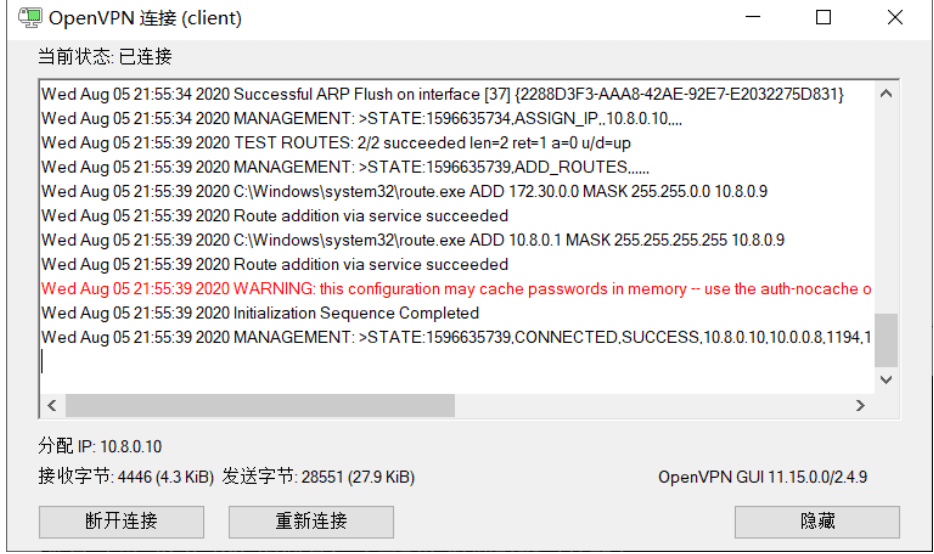 OpenVPN 连接 (client)
当前状态: 已连接
Wed Aug 05 21:55:34 2020 Successful ARP Flush on interface [37] {2288D3F3-AAA8-42AE-92E7-E2032275D831}
Wed Aug 05 21:55:34 2020 MANAGEMENT: >STATE:1596635734,ASSIGN_IP,,10.8.0.10,,,,
Wed Aug 05 21:55:39 2020 TEST ROUTES: 2/2 succeeded len=2 ret=1 a=0 u/d=up
Wed Aug 05 21:55:39 2020 MANAGEMENT: >STATE:1596635739,ADD_ROUTES,,,,,,
Wed Aug 05 21:55:39 2020 C:\Windows\system32\route.exe ADD 172.30.0.0 MASK 255.255.0.0 10.8.0.9
Wed Aug 05 21:55:39 2020 Route addition via service succeeded
Wed Aug 05 21:55:39 2020 C:\Windows\system32\route.exe ADD 10.8.0.1 MASK 255.255.255.255 10.8.0.9
Wed Aug 05 21:55:39 2020 Route addition via service succeeded
Wed Aug 05 21:55:39 2020 WARNING: this configuration may cache passwords in memory -- use the auth-nocache o
Wed Aug 05 21:55:39 2020 Initialization Sequence Completed
Wed Aug 05 21:55:39 2020 MANAGEMENT: >STATE:1596635739,CONNECTED,SUCCESS,10.8.0.10,10.0.0.8,1194,1
分配 IP: 10.8.0.10
接收字节: 4446 (4.3 KiB) 发送字节: 28551 (27.9 KiB)
OpenVPN GUI 11.15.0.0/2.4.9
断开连接
重新连接
隐藏